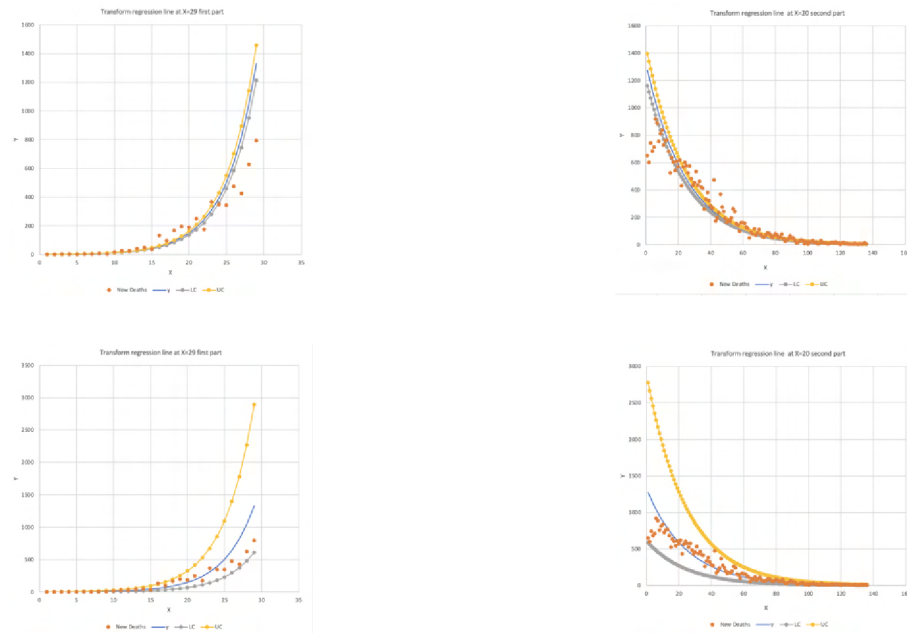 Transform regression line at X=29 first part
1600
1400
1200
1000
800
600
400
200
0
Y
0 5 10 15 20 25 30 35
X
New Deaths y LC UC
Transform regression line at X=20 second part
1600
1400
1200
1000
800
600
400
200
0
Y
0 20 40 60 80 100 120 140 160
X
New Deaths y LC UC
Transform regression line at X=29 first part
3500
3000
2500
2000
1500
1000
500
0
Y
0 5 10 15 20 25 30 35
X
New Deaths y LC UC
Transform regression line at X=20 second part
3000
2500
2000
1500
1000
500
0
Y
0 20 40 60 80 100 120 140
X
New Deaths y LC UC